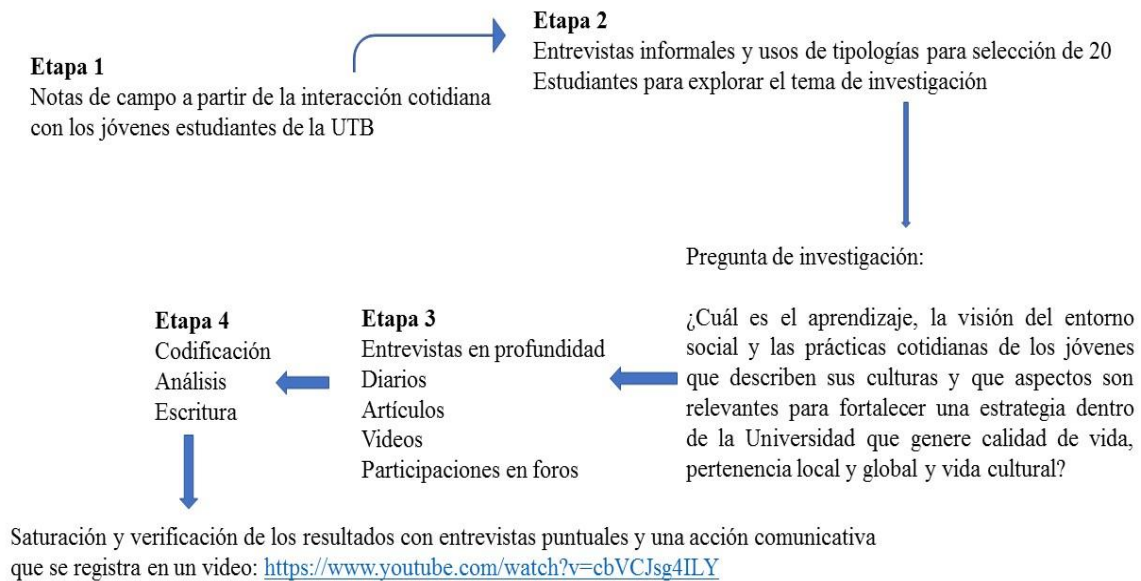 Etapa 1
Notas de campo a partir de la interacción cotidiana
con los jóvenes estudiantes de la UTB
Etapa 2
Entrevistas informales y usos de tipologías para selección de 20
Estudiantes para explorar el tema de investigación
Pregunta de investigación:
¿Cuál es el aprendizaje, la visión del entorno
social y las prácticas cotidianas de los jóvenes
que describen sus culturas y que aspectos son
relevantes para fortalecer una estrategia dentro
de la Universidad que genere calidad de vida,
pertenencia local y global y vida cultural?
Etapa 3
Entrevistas en profundidad
Diarios
Artículos
Videos
Participaciones en foros
Etapa 4
Codificación
Análisis
Escritura
Saturación y verificación de los resultados con entrevistas puntuales y una acción comunicativa
que se registra en un video: https://www.youtube.com/watch?v=cbVCJsg4ILY